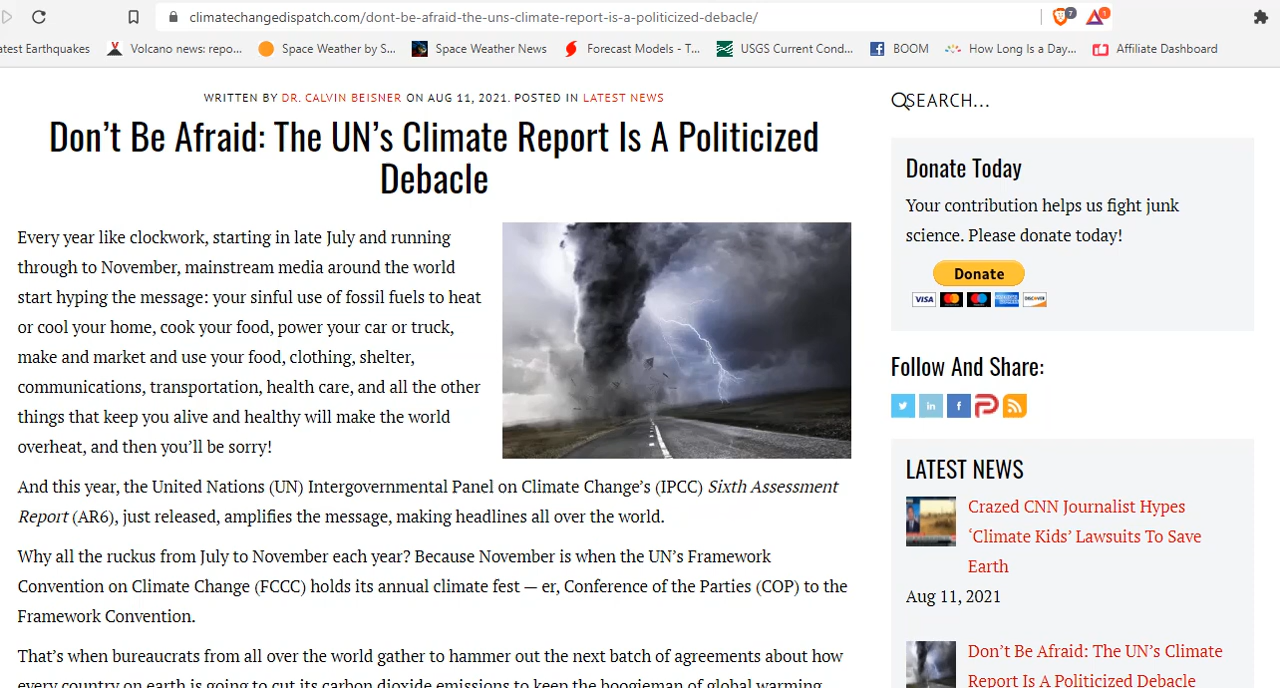 climatechangedispatch.com/dont-be-afraid-the-uns-climate-report-is-a-politicized-debacle/
7
1
atest Earthquakes
Volcano news: repo...
Space Weather by S...
Space Weather News
Forecast Models - T...
USGS Current Cond...
BOOM
How Long Is a Day...
Affiliate Dashboard
WRITTEN BY DR. CALVIN BEISNER ON AUG 11, 2021. POSTED IN LATEST NEWS
Don’t Be Afraid: The UN’s Climate Report Is A Politicized
Debacle
Every year like clockwork, starting in late July and running
through to November, mainstream media around the world
start hyping the message: your sinful use of fossil fuels to heat
or cool your home, cook your food, power your car or truck,
make and market and use your food, clothing, shelter,
communications, transportation, health care, and all the other
things that keep you alive and healthy will make the world
overheat, and then you’ll be sorry!
And this year, the United Nations (UN) Intergovernmental Panel on Climate Change’s (IPCC) Sixth Assessment
Report (AR6), just released, amplifies the message, making headlines all over the world.
Why all the ruckus from July to November each year? Because November is when the UN’s Framework
Convention on Climate Change (FCCC) holds its annual climate fest — er, Conference of the Parties (COP) to the
Framework Convention.
That’s when bureaucrats from all over the world gather to hammer out the next batch of agreements about how
every country on earth is going to cut its carbon dioxide emissions to keep the boogieman of global warming
SEARCH...
Donate Today
Your contribution helps us fight junk
science. Please donate today!
Donate
VISA
DISCOVER
Follow And Share:
LATEST NEWS
Crazed CNN Journalist Hypes
‘Climate Kids’ Lawsuits To Save
Earth
Aug 11, 2021
Don’t Be Afraid: The UN’s Climate
Report Is A Politicized Debacle